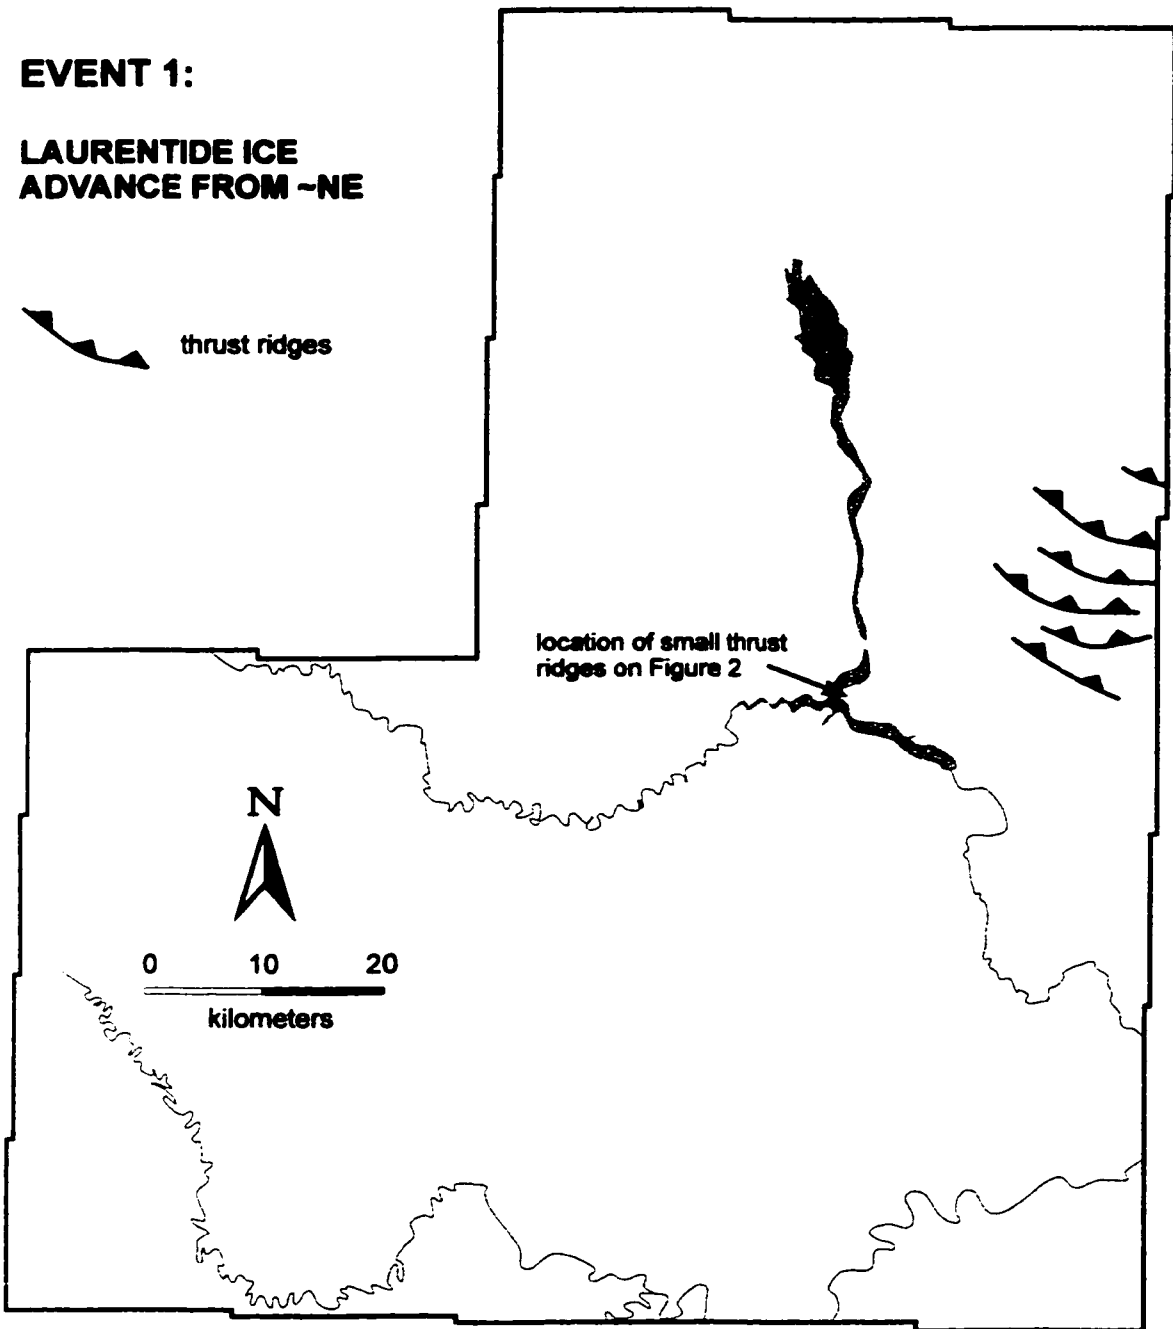 EVENT 1:
LAURENTIDE ICE
ADVANCE FROM ~NE
thrust ridges
location of small thrust
ridges on Figure 2
N
0 10 20
kilometers